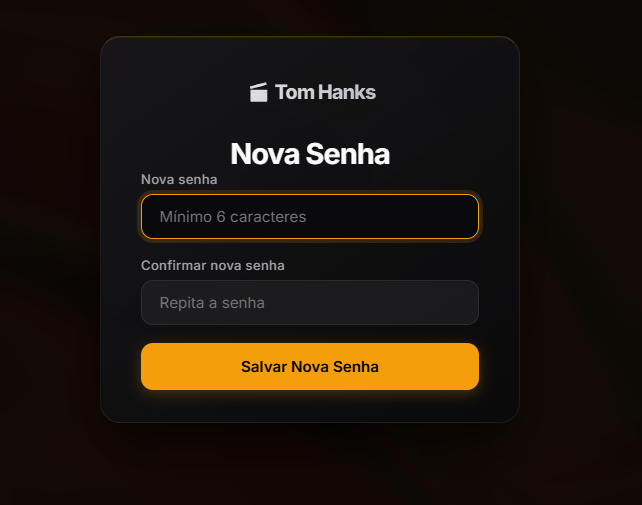 Tom Hanks
Nova Senha
Nova senha
Mínimo 6 caracteres
Confirmar nova senha
Repita a senha
Salvar Nova Senha